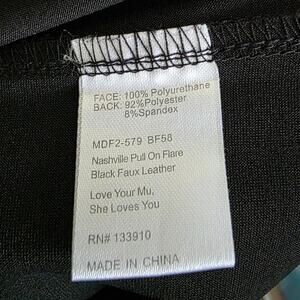 FACE: 100% Polyurethane
BACK: 92%Polyester
8%Spandex
MDF2-579 BF58
Nashville Pull On Flare
Black Faux Leather
Love Your Mu,
She Loves You
RN# 133910
MADE IN CHINA